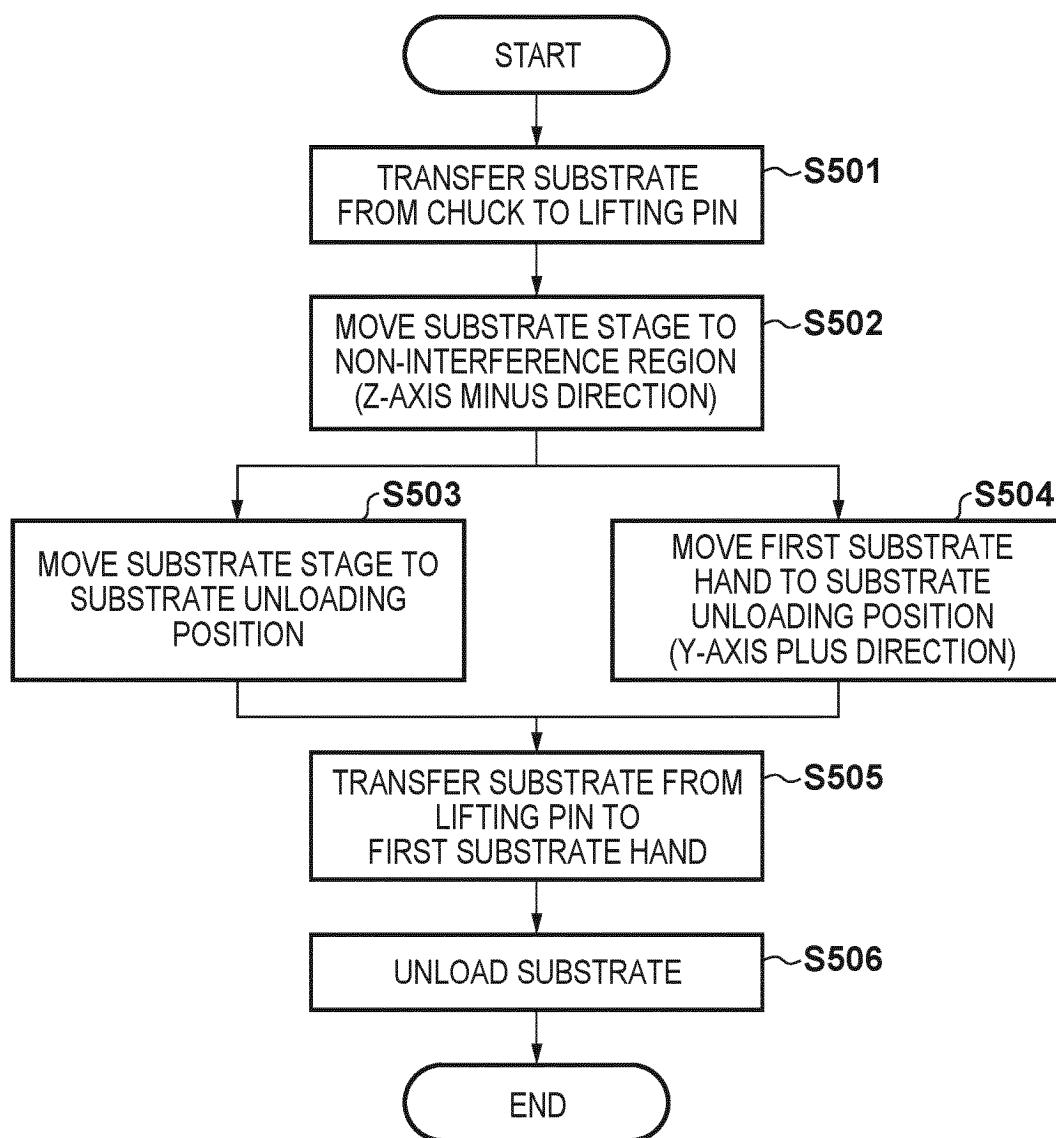 START
TRANSFER SUBSTRATE
FROM CHUCK TO LIFTING PIN
S501
MOVE SUBSTRATE STAGE TO
NON-INTERFERENCE REGION
(Z-AXIS MINUS DIRECTION)
S502
S503
MOVE SUBSTRATE STAGE TO
SUBSTRATE UNLOADING
POSITION
S504
MOVE FIRST SUBSTRATE
HAND TO SUBSTRATE
UNLOADING POSITION
(Y-AXIS PLUS DIRECTION)
TRANSFER SUBSTRATE FROM
LIFTING PIN TO
FIRST SUBSTRATE HAND
S505
UNLOAD SUBSTRATE
S506
END